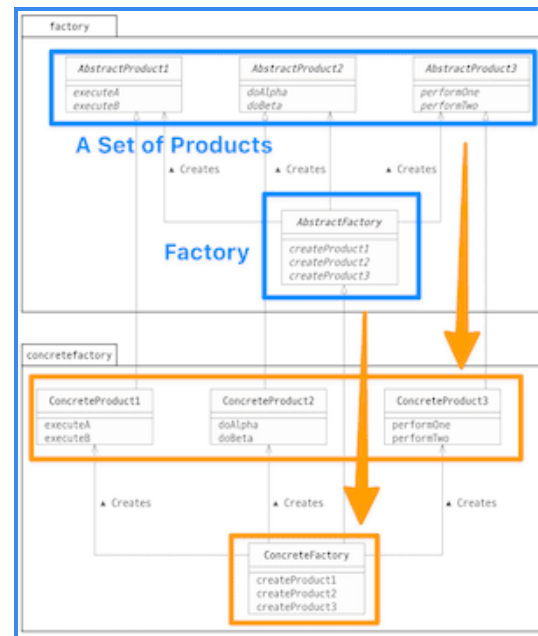 factory
AbstractProduct1
executeA
executeB
AbstractProduct2
doAlpha
doBeta
AbstractProduct3
performOne
performTwo
A Set of Products
▲ Creates
▲ Creates
▲ Creates
Factory
AbstractFactory
createProduct1
createProduct2
createProduct3
concretefactory
ConcreteProduct1
executeA
executeB
ConcreteProduct2
doAlpha
doBeta
ConcreteProduct3
performOne
performTwo
▲ Creates
▲ Creates
▲ Creates
ConcreteFactory
createProduct1
createProduct2
createProduct3